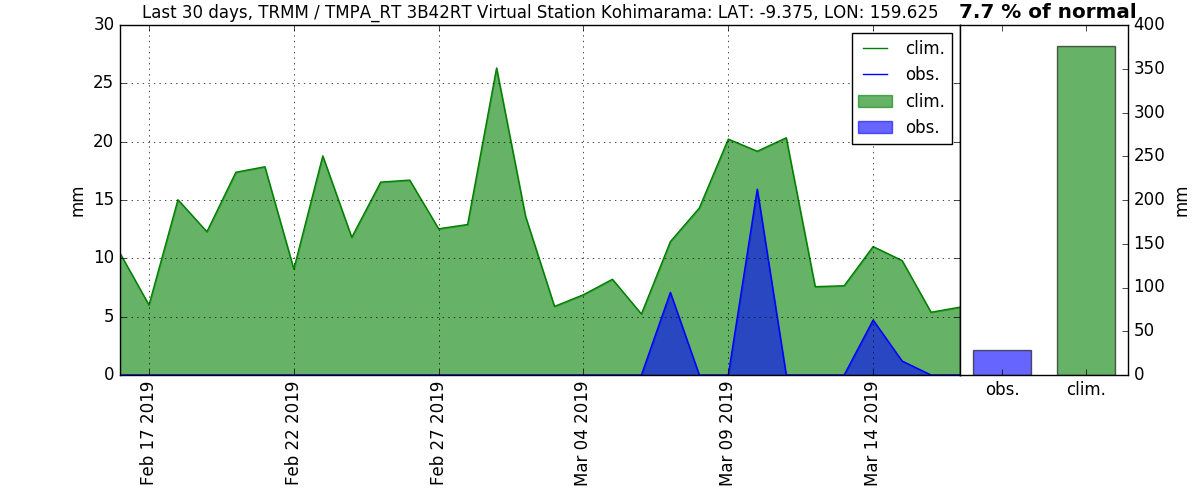 Last 30 days, TRMM / TMPA_RT 3B42RT Virtual Station Kohimarama: LAT: -9.375, LON: 159.625
7.7 % of normal
30
25
20
15
10
5
0
mm
clim.
obs.
clim.
obs.
Feb 17 2019
Feb 22 2019
Feb 27 2019
Mar 04 2019
Mar 09 2019
Mar 14 2019
400
350
300
250
200
150
100
50
0
mm
obs.
clim.